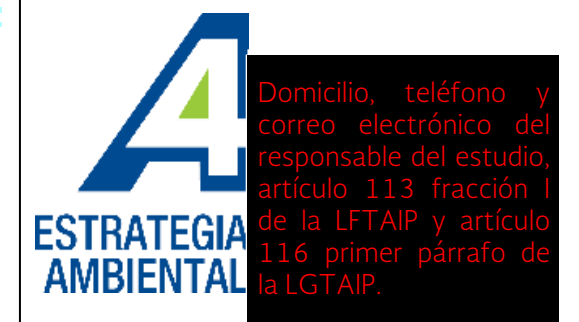 ESTRATEGIA
AMBIENTAL
Domicilio, teléfono y
correo electrónico del
responsable del estudio,
artículo 113 fracción I
de la LFTAIP y artículo
116 primer párrafo de
la LGTAIP.